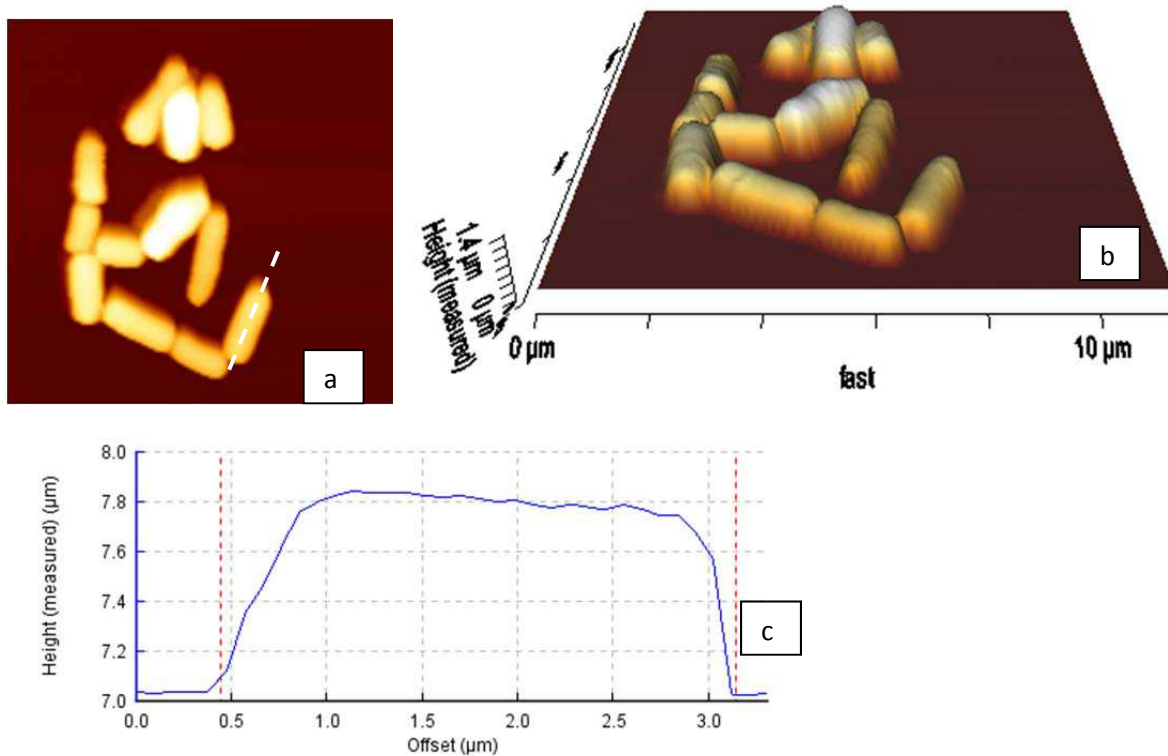 a
b
1.4 µm 0 µm
Height (measured)
0 µm
10 µm
fast
8.0
7.8
7.6
7.4
7.2
7.0
Height (measured) (µm)
0.0 0.5 1.0 1.5 2.0 2.5 3.0
Offset (µm)
c